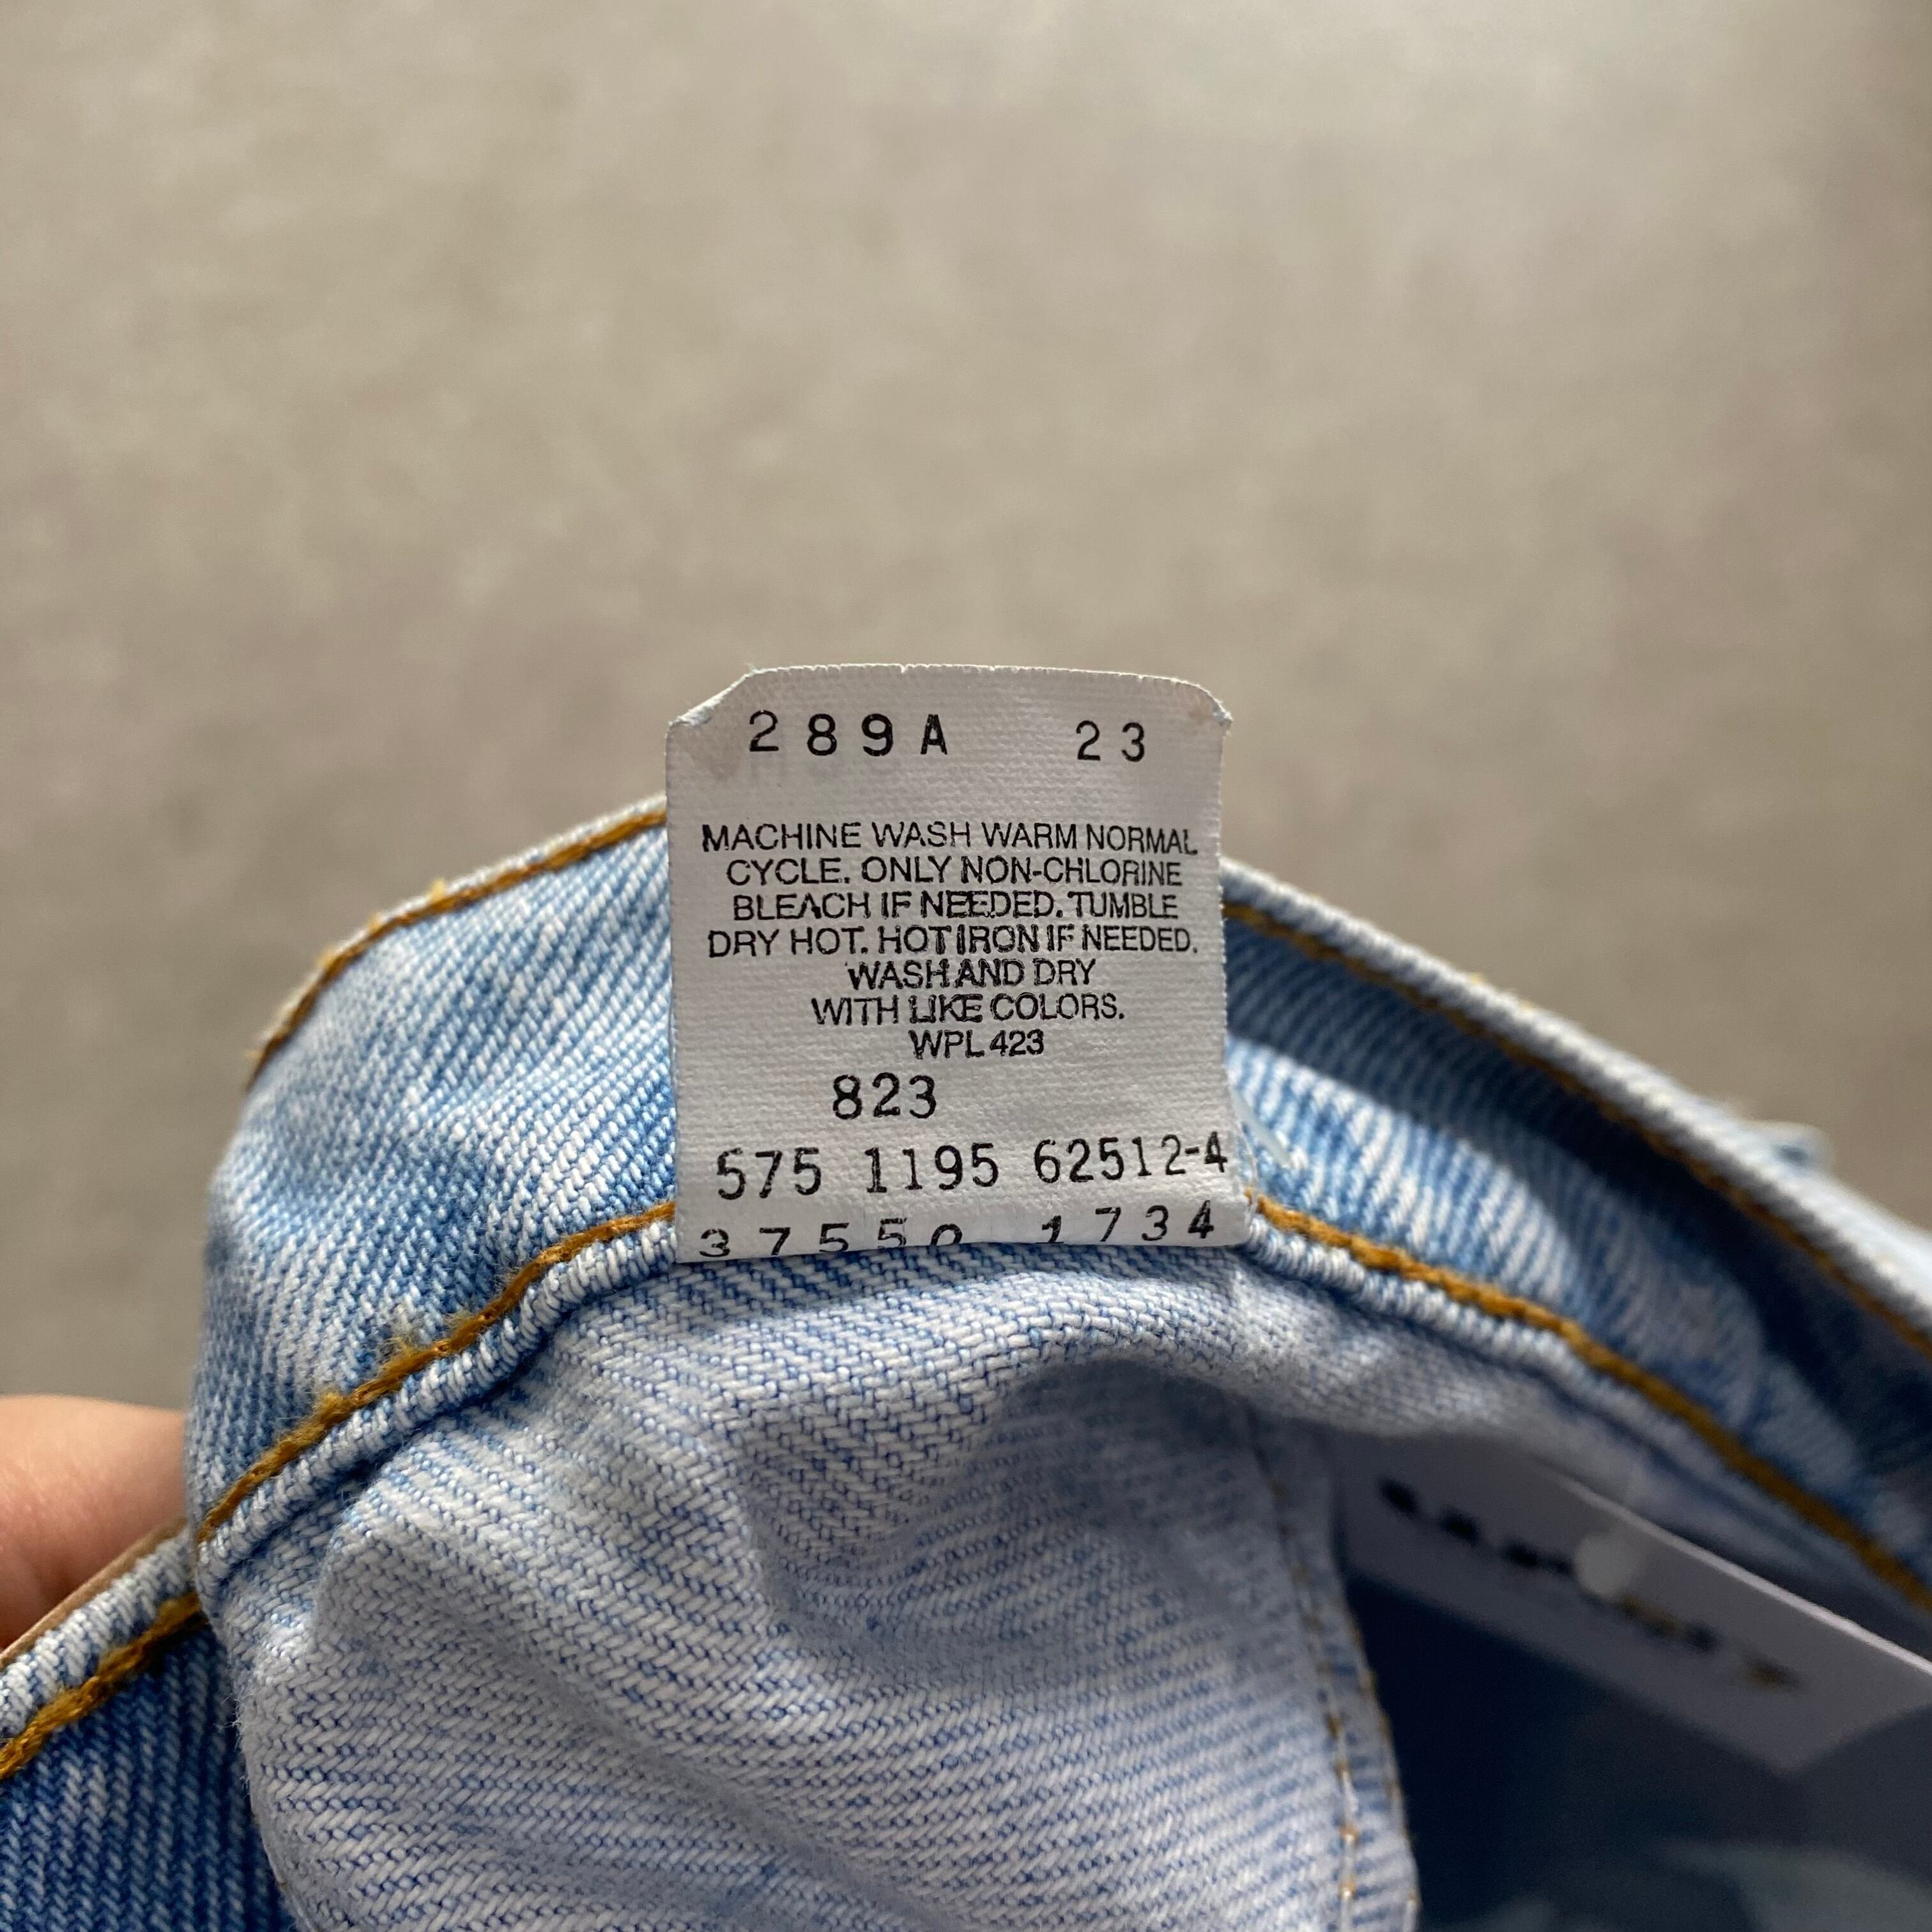 289A 23
MACHINE WASH WARM NORMAL
CYCLE. ONLY NON-CHLORINE
BLEACH IF NEEDED. TUMBLE
DRY HOT. HOT IRON IF NEEDED.
WASH AND DRY
WITH LIKE COLORS.
WPL 423
823
575 1195 62512-4
37550 1734